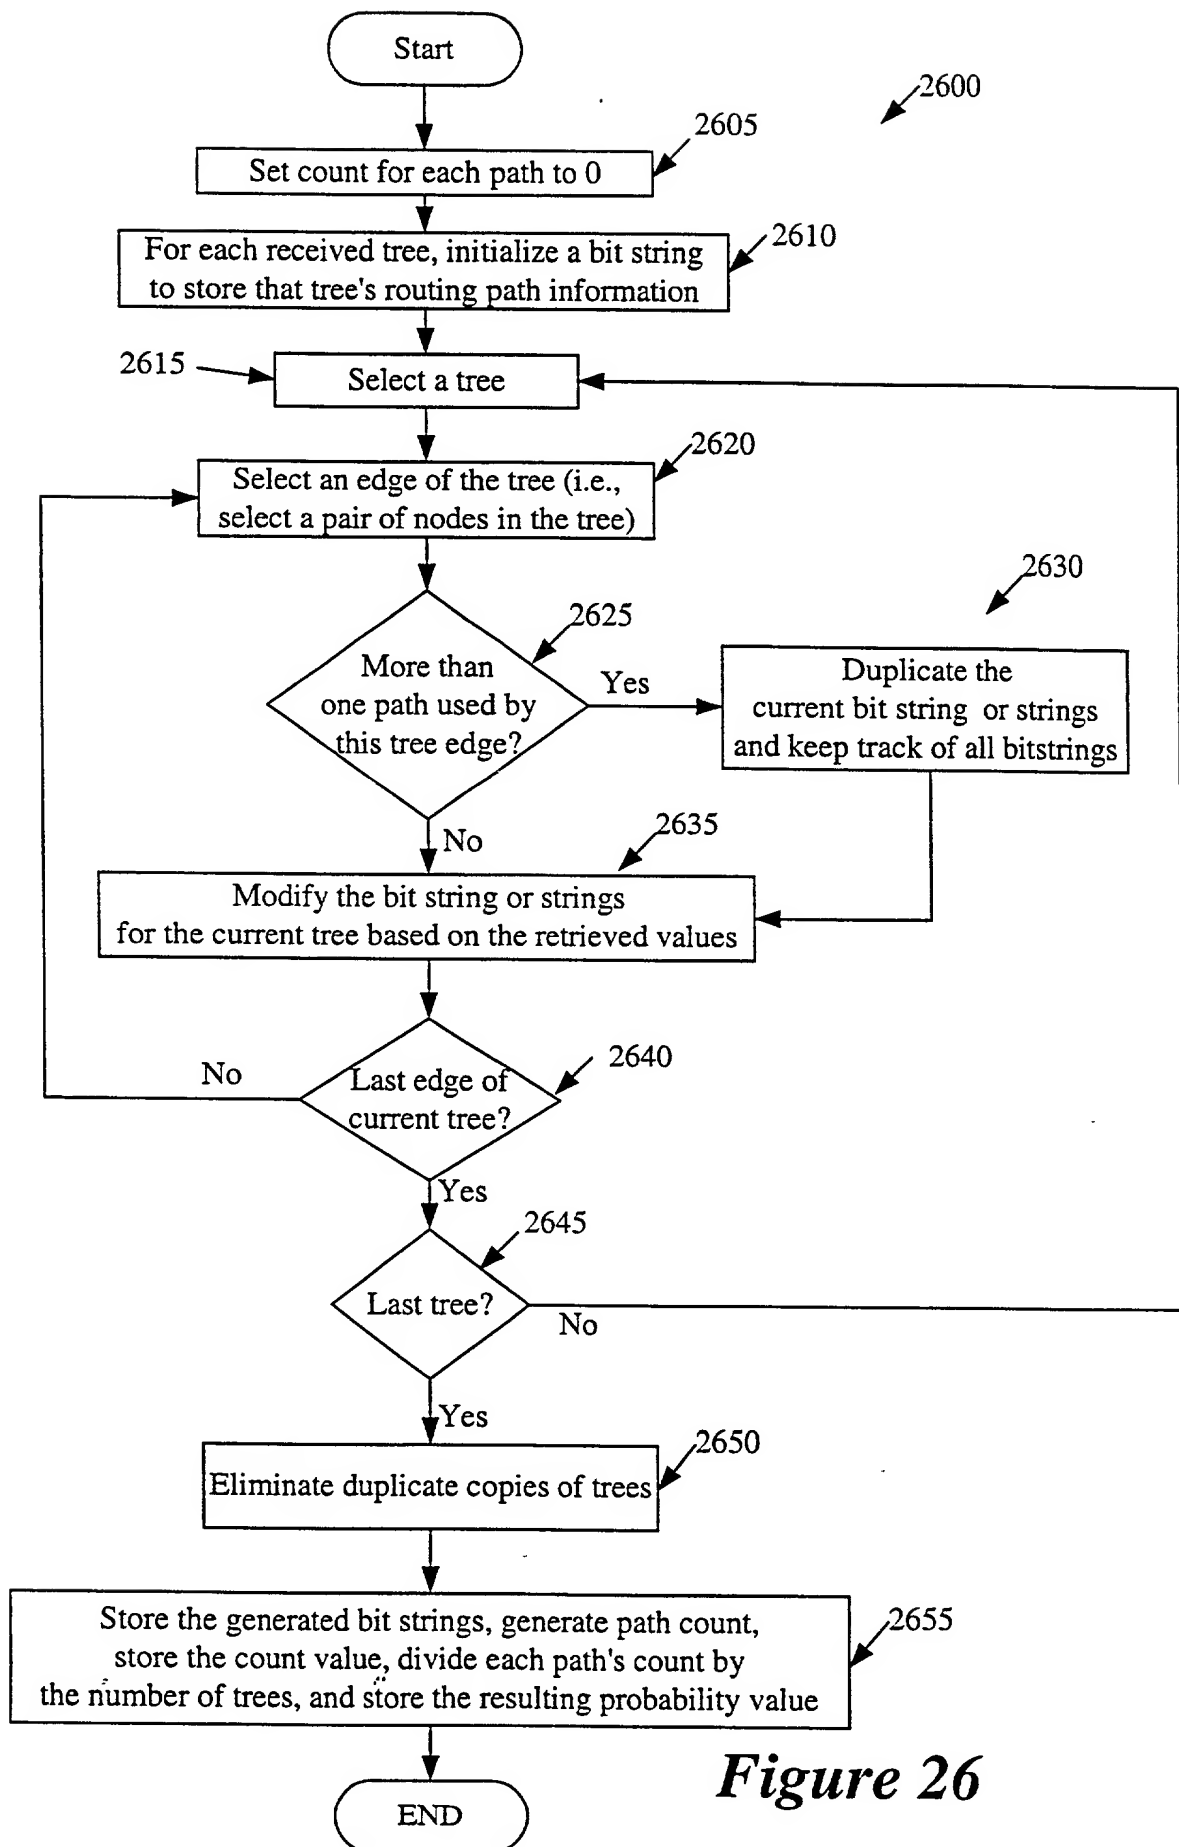 Start
2600
2605
Set count for each path to 0
2610
For each received tree, initialize a bit string
to store that tree's routing path information
2615
Select a tree
2620
Select an edge of the tree (i.e.,
select a pair of nodes in the tree)
2630
2625
More than
one path used by
this tree edge?
Yes
Duplicate the
current bit string or strings
and keep track of all bitstrings
No
2635
Modify the bit string or strings
for the current tree based on the retrieved values
No
2640
Last edge of
current tree?
Yes
2645
Last tree?
No
Yes
2650
Eliminate duplicate copies of trees
2655
Store the generated bit strings, generate path count,
store the count value, divide each path's count by
the number of trees, and store the resulting probability value
Figure 26
END